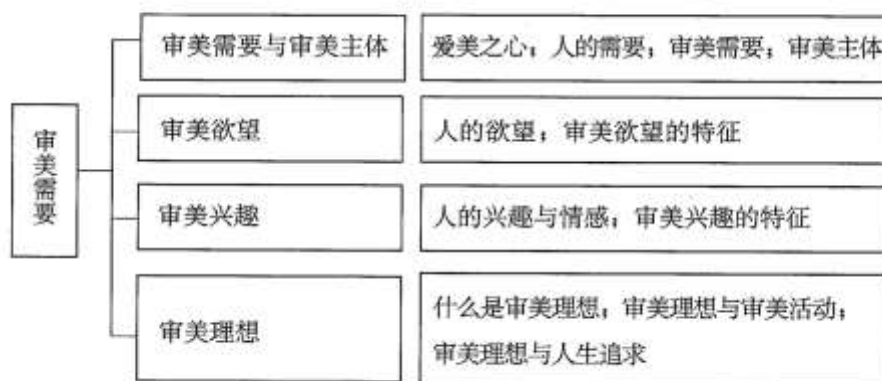 审美需要
审美需要与审美主体
爱美之心；人的需要；审美需要；审美主体
审美欲望
人的欲望；审美欲望的特征
审美兴趣
人的兴趣与情感；审美兴趣的特征
审美理想
什么是审美理想；审美理想与审美活动；
审美理想与人生追求